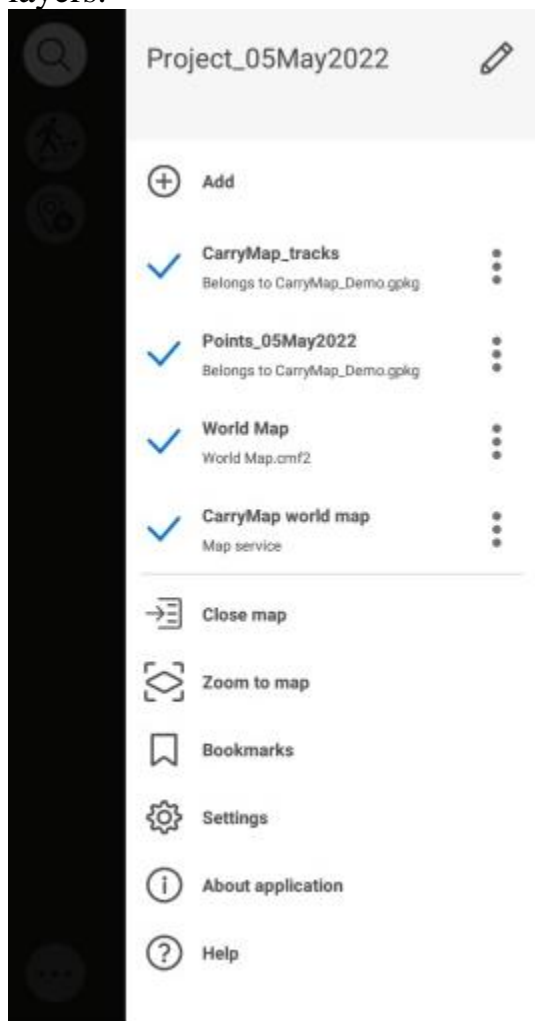 layers.
Project_05May2022
Add
CarryMap_tracks
Belongs to CarryMap_Demo.gpkg
Points_05May2022
Belongs to CarryMap_Demo.gpkg
World Map
World Map.cmf2
CarryMap world map
Map service
Close map
Zoom to map
Bookmarks
Settings
About application
Help